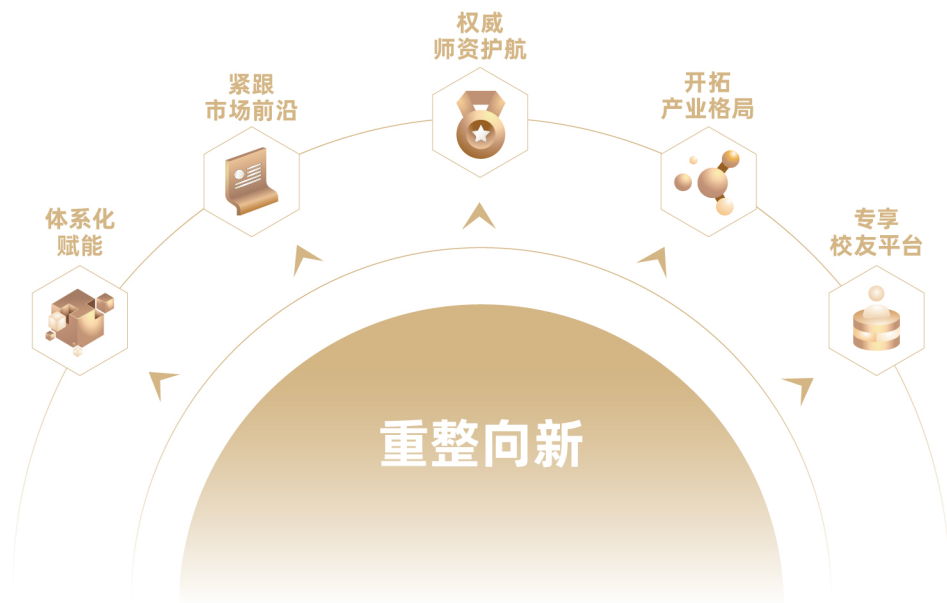 体系化
赋能
紧跟
市场前沿
权威
师资护航
开拓
产业格局
专享
校友平台
重整向新